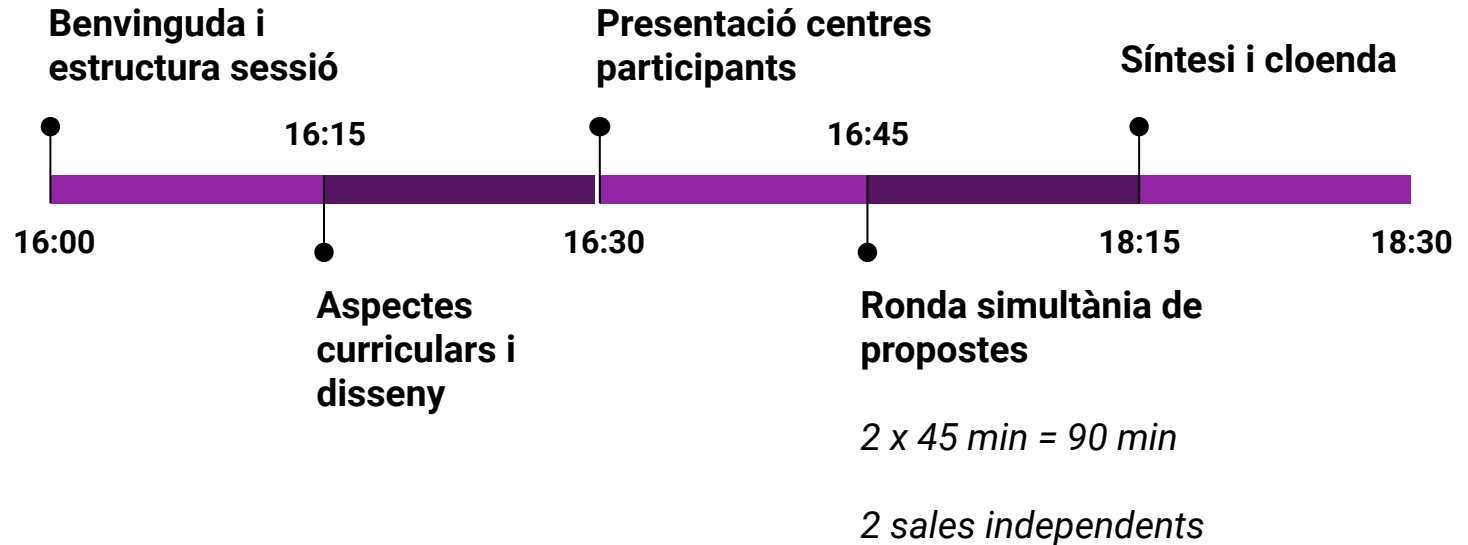 Benvinguda i
estructura sessió
Presentació centres
participants
Síntesi i cloenda
16:15
16:45
16:00
16:30
18:15
18:30
Aspectes
curriculars i
disseny
Ronda simultània de
propostes
2 x 45 min = 90 min
2 sales independents